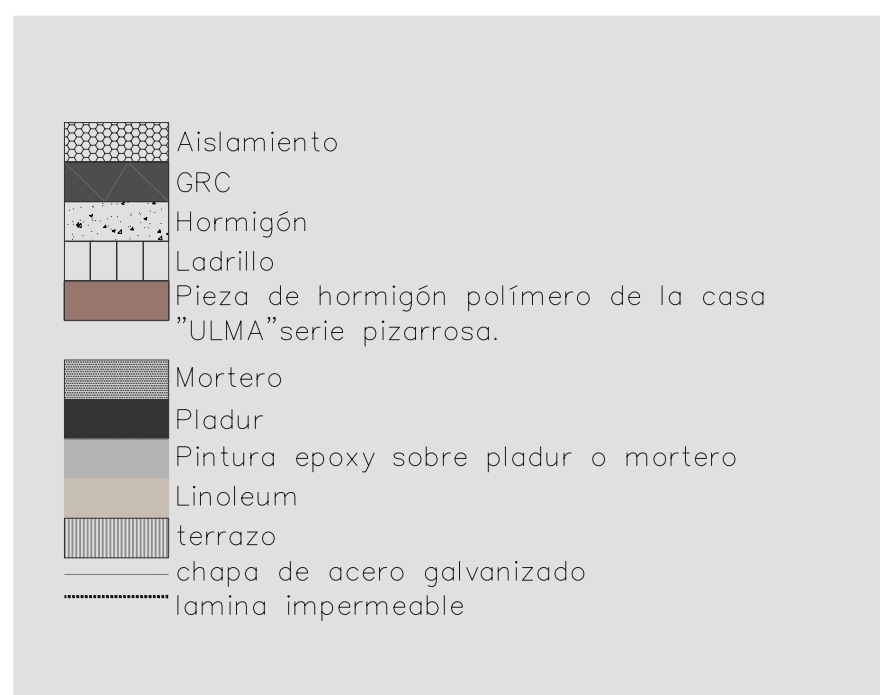 Aislamiento
GRC
Hormigón
Ladrillo
Pieza de hormigón polímero de la casa
"ULMA"serie pizarrosa.
Mortero
Pladur
Pintura epoxy sobre pladur o mortero
Linoleum
terrazo
chapa de acero galvanizado
lamina impermeable